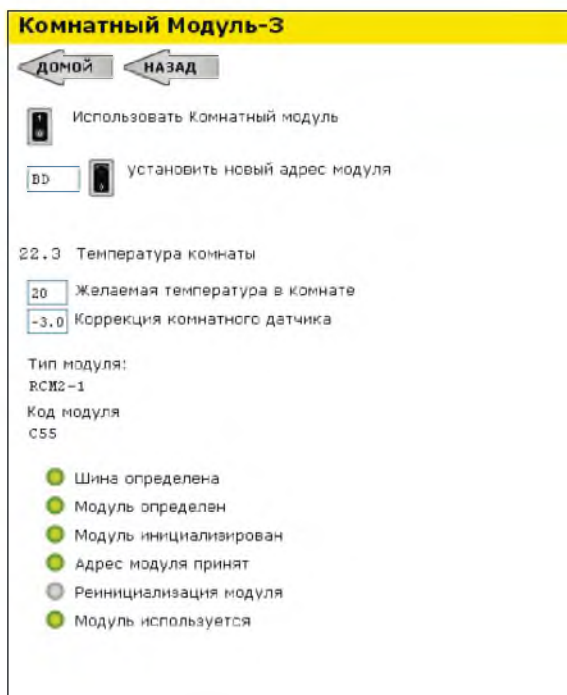 Комнатный Модуль-3
ДОМОЙ НАЗАД
Использовать Комнатный модуль
BD установить новый адрес модуля
22.3 Температура комнаты
20 Желаемая температура в комнате
-3.0 Коррекция комнатного датчика
Тип модуля:
RCM2-1
Код модуля
C55
Шина определена
Модуль определен
Модуль инициализирован
Адрес модуля принят
Реинициализация модуля
Модуль используется